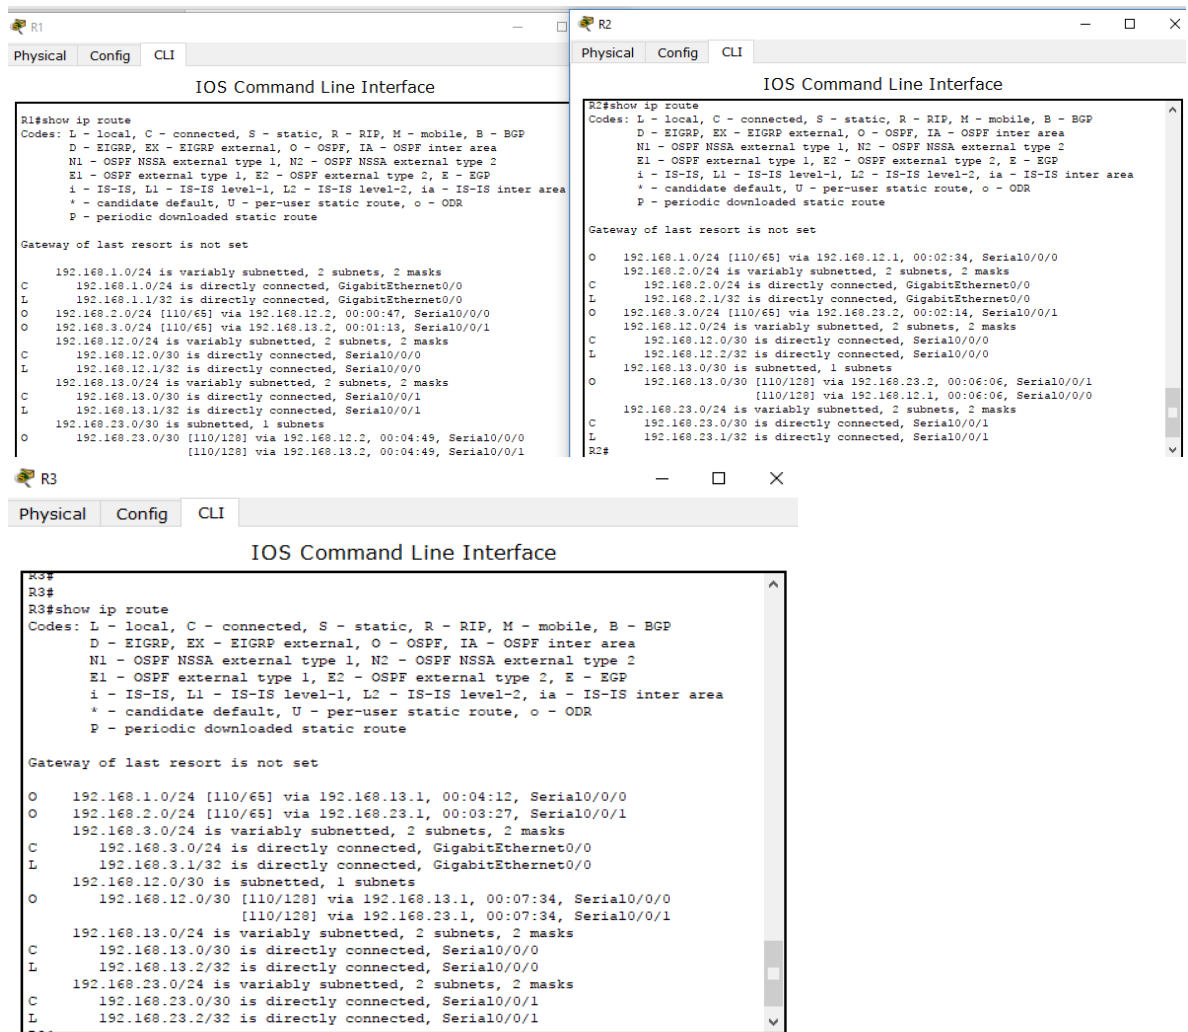 R1
Physical Config CLI
IOS Command Line Interface
R1#show ip route
Codes: L - local, C - connected, S - static, R - RIP, M - mobile, B - BGP
D - EIGRP, EX - EIGRP external, O - OSPF, IA - OSPF inter area
N1 - OSPF NSSA external type 1, N2 - OSPF NSSA external type 2
E1 - OSPF external type 1, E2 - OSPF external type 2, E - EGP
i - IS-IS, L1 - IS-IS level-1, L2 - IS-IS level-2, ia - IS-IS inter area
* - candidate default, U - per-user static route, o - ODR
P - periodic downloaded static route
Gateway of last resort is not set
192.168.1.0/24 is variably subnetted, 2 subnets, 2 masks
C 192.168.1.0/24 is directly connected, GigabitEthernet0/0
L 192.168.1.1/32 is directly connected, GigabitEthernet0/0
O 192.168.2.0/24 [110/65] via 192.168.12.2, 00:00:47, Serial0/0/0
O 192.168.3.0/24 [110/65] via 192.168.13.2, 00:01:13, Serial0/0/1
192.168.12.0/24 is variably subnetted, 2 subnets, 2 masks
C 192.168.12.0/30 is directly connected, Serial0/0/0
L 192.168.12.1/32 is directly connected, Serial0/0/0
192.168.13.0/24 is variably subnetted, 2 subnets, 2 masks
C 192.168.13.0/30 is directly connected, Serial0/0/1
L 192.168.13.1/32 is directly connected, Serial0/0/1
192.168.23.0/30 is subnetted, 1 subnets
O 192.168.23.0/30 [110/128] via 192.168.12.2, 00:04:49, Serial0/0/0
[110/128] via 192.168.13.2, 00:04:49, Serial0/0/1
R2
Physical Config CLI
IOS Command Line Interface
R2#show ip route
Codes: L - local, C - connected, S - static, R - RIP, M - mobile, B - BGP
D - EIGRP, EX - EIGRP external, O - OSPF, IA - OSPF inter area
N1 - OSPF NSSA external type 1, N2 - OSPF NSSA external type 2
E1 - OSPF external type 1, E2 - OSPF external type 2, E - EGP
i - IS-IS, L1 - IS-IS level-1, L2 - IS-IS level-2, ia - IS-IS inter area
* - candidate default, U - per-user static route, o - ODR
P - periodic downloaded static route
Gateway of last resort is not set
O 192.168.1.0/24 [110/65] via 192.168.12.1, 00:02:34, Serial0/0/0
192.168.2.0/24 is variably subnetted, 2 subnets, 2 masks
C 192.168.2.0/24 is directly connected, GigabitEthernet0/0
L 192.168.2.1/32 is directly connected, GigabitEthernet0/0
O 192.168.3.0/24 [110/65] via 192.168.23.2, 00:02:14, Serial0/0/1
192.168.12.0/24 is variably subnetted, 2 subnets, 2 masks
C 192.168.12.0/30 is directly connected, Serial0/0/0
L 192.168.12.2/32 is directly connected, Serial0/0/0
192.168.13.0/30 is subnetted, 1 subnets
O 192.168.13.0/30 [110/128] via 192.168.23.2, 00:06:06, Serial0/0/1
[110/128] via 192.168.12.1, 00:06:06, Serial0/0/0
192.168.23.0/24 is variably subnetted, 2 subnets, 2 masks
C 192.168.23.0/30 is directly connected, Serial0/0/1
L 192.168.23.1/32 is directly connected, Serial0/0/1
R2#
R3
Physical Config CLI
IOS Command Line Interface
R3#
R3#
R3#show ip route
Codes: L - local, C - connected, S - static, R - RIP, M - mobile, B - BGP
D - EIGRP, EX - EIGRP external, O - OSPF, IA - OSPF inter area
N1 - OSPF NSSA external type 1, N2 - OSPF NSSA external type 2
E1 - OSPF external type 1, E2 - OSPF external type 2, E - EGP
i - IS-IS, L1 - IS-IS level-1, L2 - IS-IS level-2, ia - IS-IS inter area
* - candidate default, U - per-user static route, o - ODR
P - periodic downloaded static route
Gateway of last resort is not set
O 192.168.1.0/24 [110/65] via 192.168.13.1, 00:04:12, Serial0/0/0
O 192.168.2.0/24 [110/65] via 192.168.23.1, 00:03:27, Serial0/0/1
192.168.3.0/24 is variably subnetted, 2 subnets, 2 masks
C 192.168.3.0/24 is directly connected, GigabitEthernet0/0
L 192.168.3.1/32 is directly connected, GigabitEthernet0/0
192.168.12.0/30 is subnetted, 1 subnets
O 192.168.12.0/30 [110/128] via 192.168.13.1, 00:07:34, Serial0/0/0
[110/128] via 192.168.23.1, 00:07:34, Serial0/0/1
192.168.13.0/24 is variably subnetted, 2 subnets, 2 masks
C 192.168.13.0/30 is directly connected, Serial0/0/0
L 192.168.13.2/32 is directly connected, Serial0/0/0
192.168.23.0/24 is variably subnetted, 2 subnets, 2 masks
C 192.168.23.0/30 is directly connected, Serial0/0/1
L 192.168.23.2/32 is directly connected, Serial0/0/1